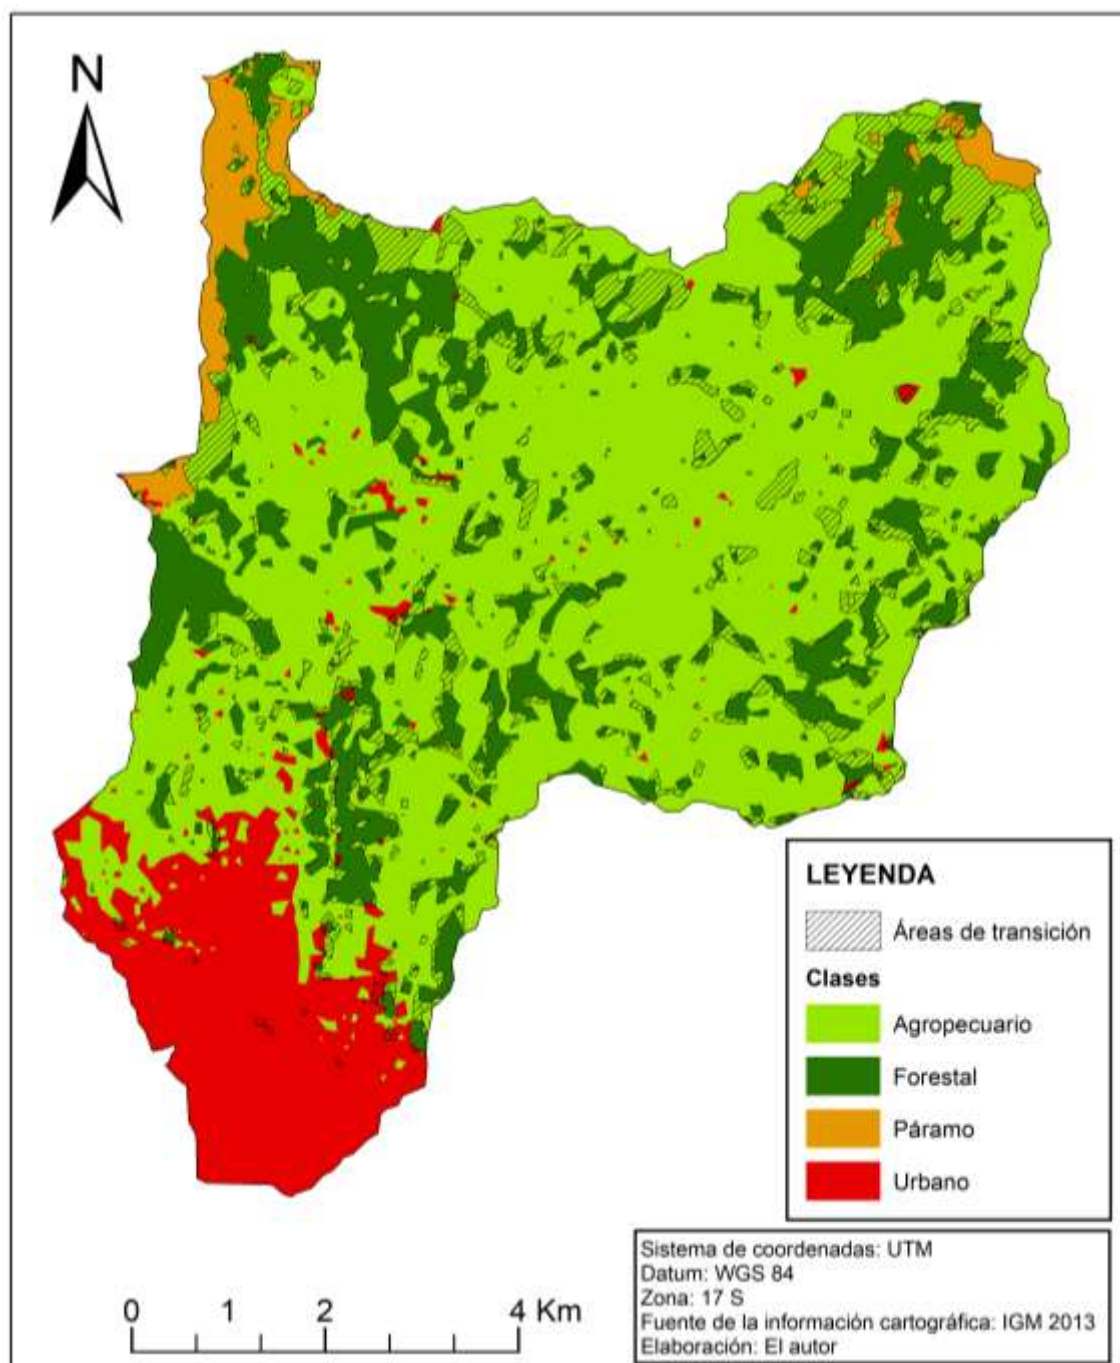 N
LEYENDA
Áreas de transición
Clases
Agropecuario
Forestal
Páramo
Urbano
Sistema de coordenadas: UTM
Datum: WGS 84
Zona: 17 S
Fuente de la información cartográfica: IGM 2013
Elaboración: El autor
0 1 2 4 Km